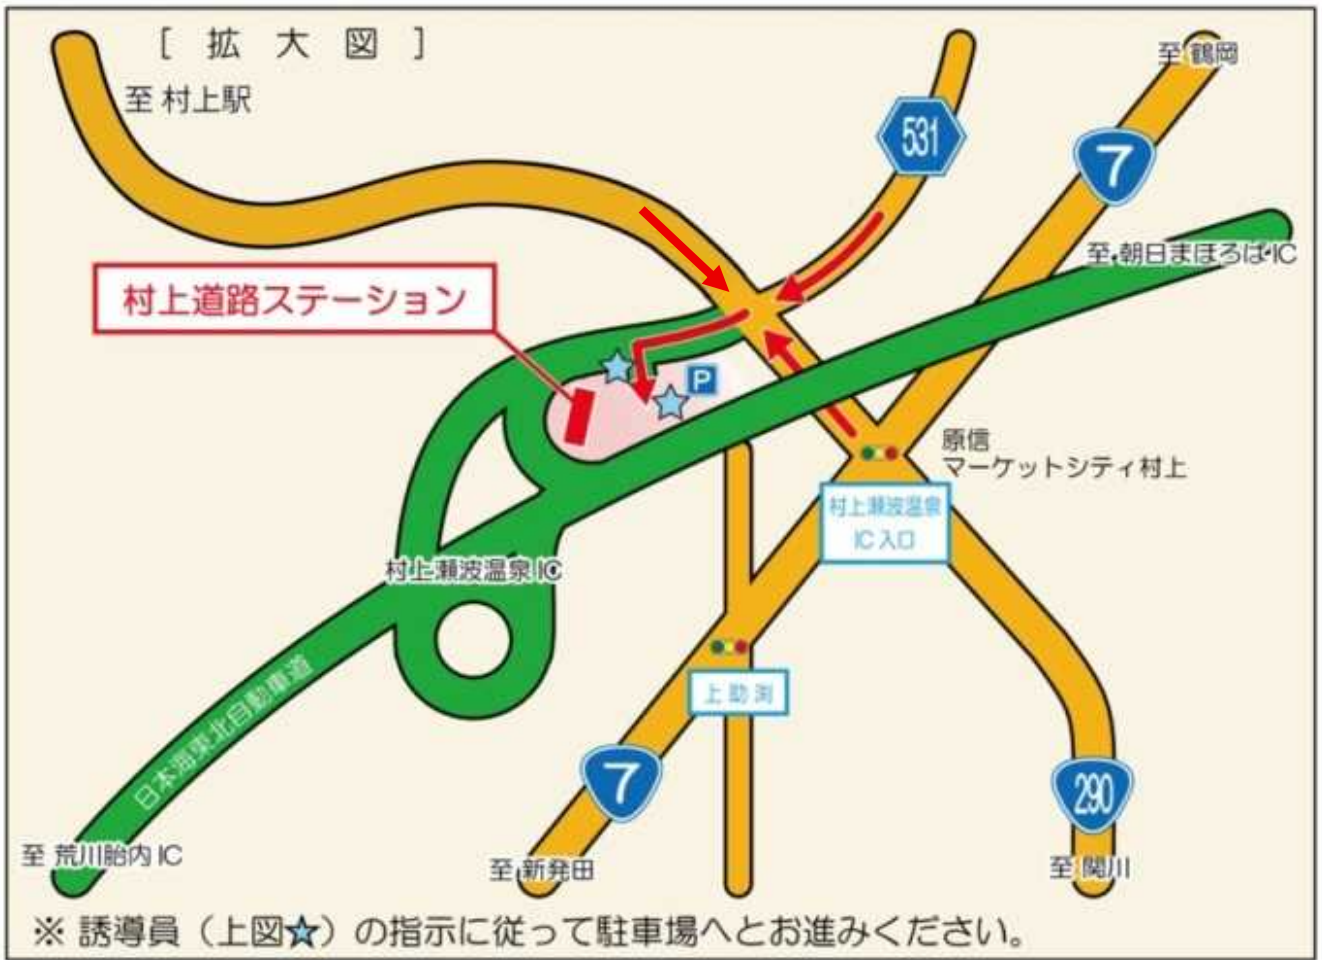 [ 拡 大 図 ]
至 鶴岡
至 村上駅
531
7
至 朝日まほろばIC
村上道路ステーション
P
原信
マーケットシティ村上
村上瀬波温泉
IC入口
村上瀬波温泉IC
上助渕
日本海東北自動車道
7
290
至 荒川胎内IC
至 新発田
至 関川
※ 誘導員（上図☆）の指示に従って駐車場へとお進みください。